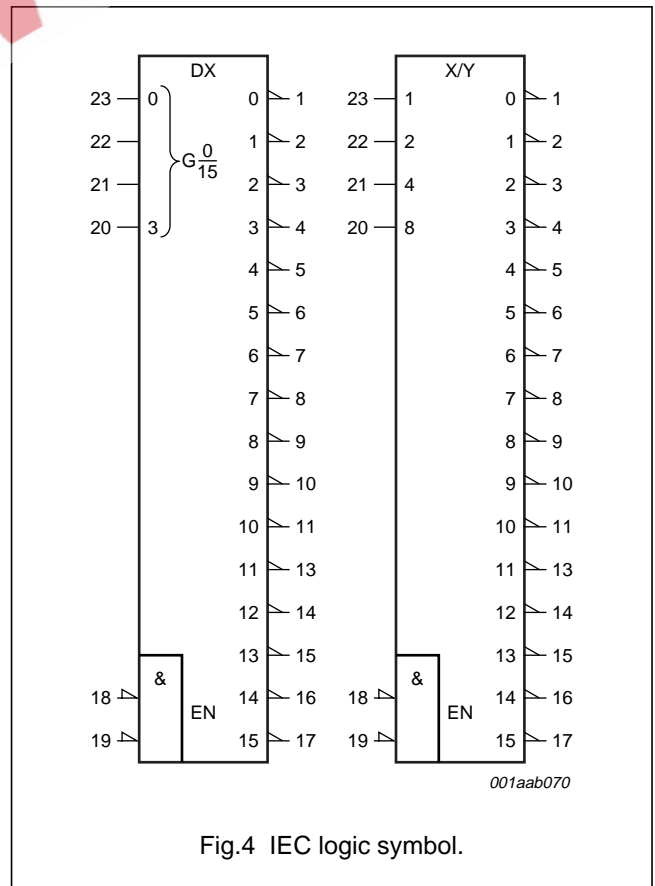 DX X/Y
23 0 0 1 23 1 0 1
22 1 2 22 2 1 2
G 0/15
21 2 3 21 4 2 3
20 3 3 4 20 8 3 4
4 5 4 5
5 6 5 6
6 7 6 7
7 8 7 8
8 9 8 9
9 10 9 10
10 11 10 11
11 13 11 13
12 14 12 14
13 15 13 15
& &
18 14 16 18 14 16
EN EN
19 15 17 19 15 17
001aab070
Fig.4 IEC logic symbol.